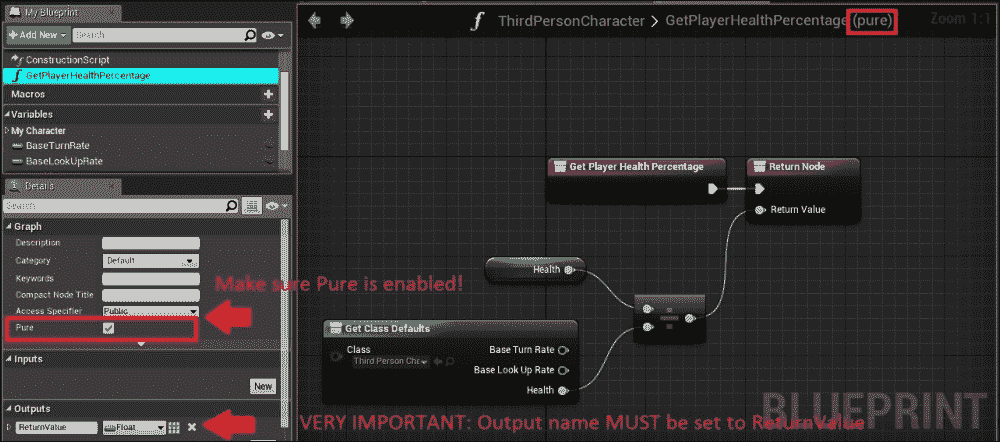 My Blueprint
Add New
Search
ConstructionScript
GetPlayerHealthPercentage
Macros
Variables
My Character
BaseTurnRate
BaseLookUpRate
Details
Search
Graph
Description
Category Default
Keywords
Compact Node Title
Access Specifier Public
Pure
Inputs
New
Outputs
ReturnValue Float
ThirdPersonCharacter > GetPlayerHealthPercentage (pure)
Zoom 1:1
Get Player Health Percentage
Return Node
Return Value
Health
Make sure Pure is enabled!
Get Class Defaults
Class
Third Person Cha
Base Turn Rate
Base Look Up Rate
Health
BLUEPRINT
VERY IMPORTANT: Output name MUST be set to ReturnValue